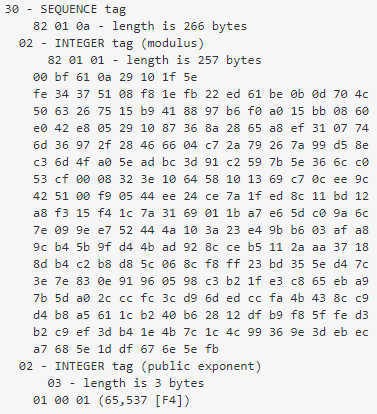 30 - SEQUENCE tag
82 01 0a - length is 266 bytes
02 - INTEGER tag (modulus)
82 01 01 - length is 257 bytes
00 bf 61 0a 29 10 1f 5e
fe 34 37 51 08 f8 1e fb 22 ed 61 be 0b 0d 70 4c
50 63 26 75 15 b9 41 88 97 b6 f0 a0 15 bb 08 60
e0 42 e8 05 29 10 87 36 8a 28 65 a8 ef 31 07 74
6d 36 97 2f 28 46 66 04 c7 2a 79 26 7a 99 d5 8e
c3 6d 4f a0 5e ad bc 3d 91 c2 59 7b 5e 36 6c c0
53 cf 00 08 32 3e 10 64 58 10 13 69 c7 0c ee 9c
42 51 00 f9 05 44 ee 24 ce 7a 1f ed 8c 11 bd 12
a8 f3 15 f4 1c 7a 31 69 01 1b a7 e6 5d c0 9a 6c
7e 09 9e e7 52 44 4a 10 3a 23 e4 9b b6 03 af a8
9c b4 5b 9f d4 4b ad 92 8c ce b5 11 2a aa 37 18
8d b4 c2 b8 d8 5c 06 8c f8 ff 23 bd 35 5e d4 7c
3e 7e 83 0e 91 96 05 98 c3 b2 1f e3 c8 65 eb a9
7b 5d a0 2c cc fc 3c d9 6d ed cc fa 4b 43 8c c9
d4 b8 a5 61 1c b2 40 b6 28 12 df b9 f8 5f fe d3
b2 c9 ef 3d b4 1e 4b 7c 1c 4c 99 36 9e 3d eb ec
a7 68 5e 1d df 67 6e 5e fb
02 - INTEGER tag (public exponent)
03 - length is 3 bytes
01 00 01 (65,537 [F4])